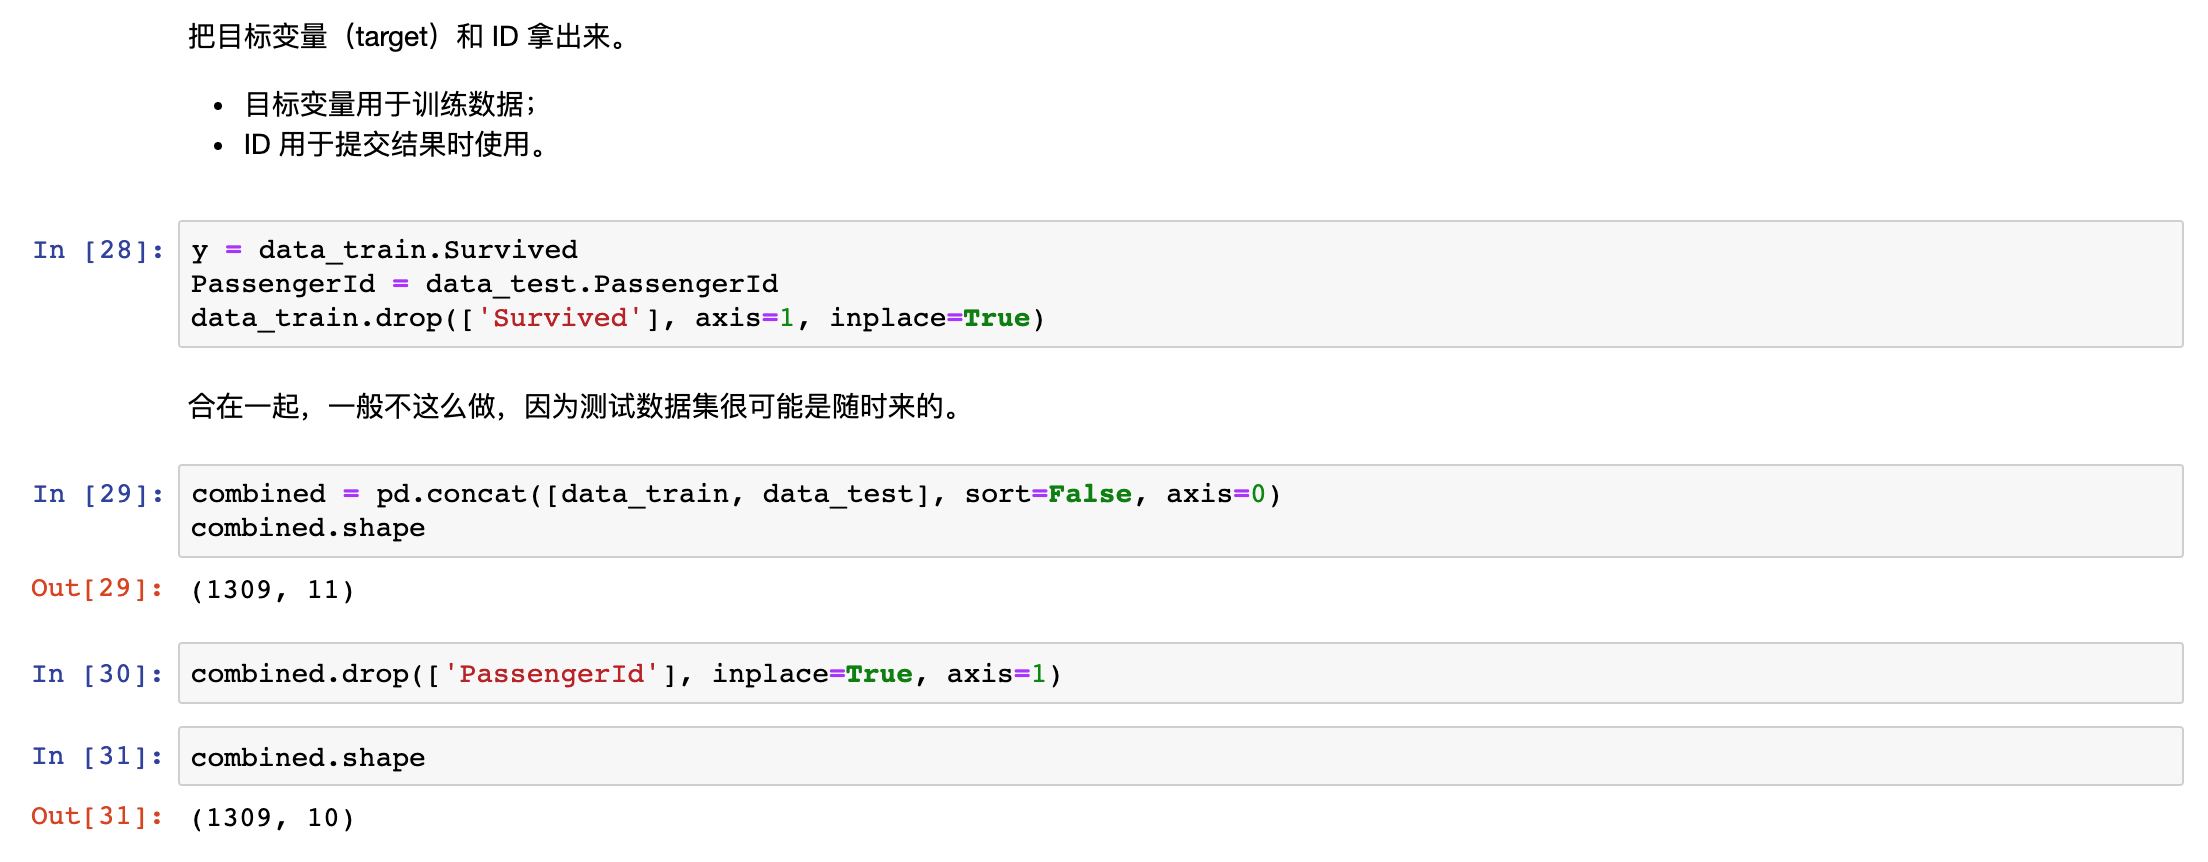 把目标变量（target）和 ID 拿出来。
• 目标变量用于训练数据；
• ID 用于提交结果时使用。
In [28]: y = data_train.Survived
PassengerId = data_test.PassengerId
data_train.drop(['Survived'], axis=1, inplace=True)
合在一起，一般不这么做，因为测试数据集很可能是随时来的。
In [29]: combined = pd.concat([data_train, data_test], sort=False, axis=0)
combined.shape
Out[29]: (1309, 11)
In [30]: combined.drop(['PassengerId'], inplace=True, axis=1)
In [31]: combined.shape
Out[31]: (1309, 10)